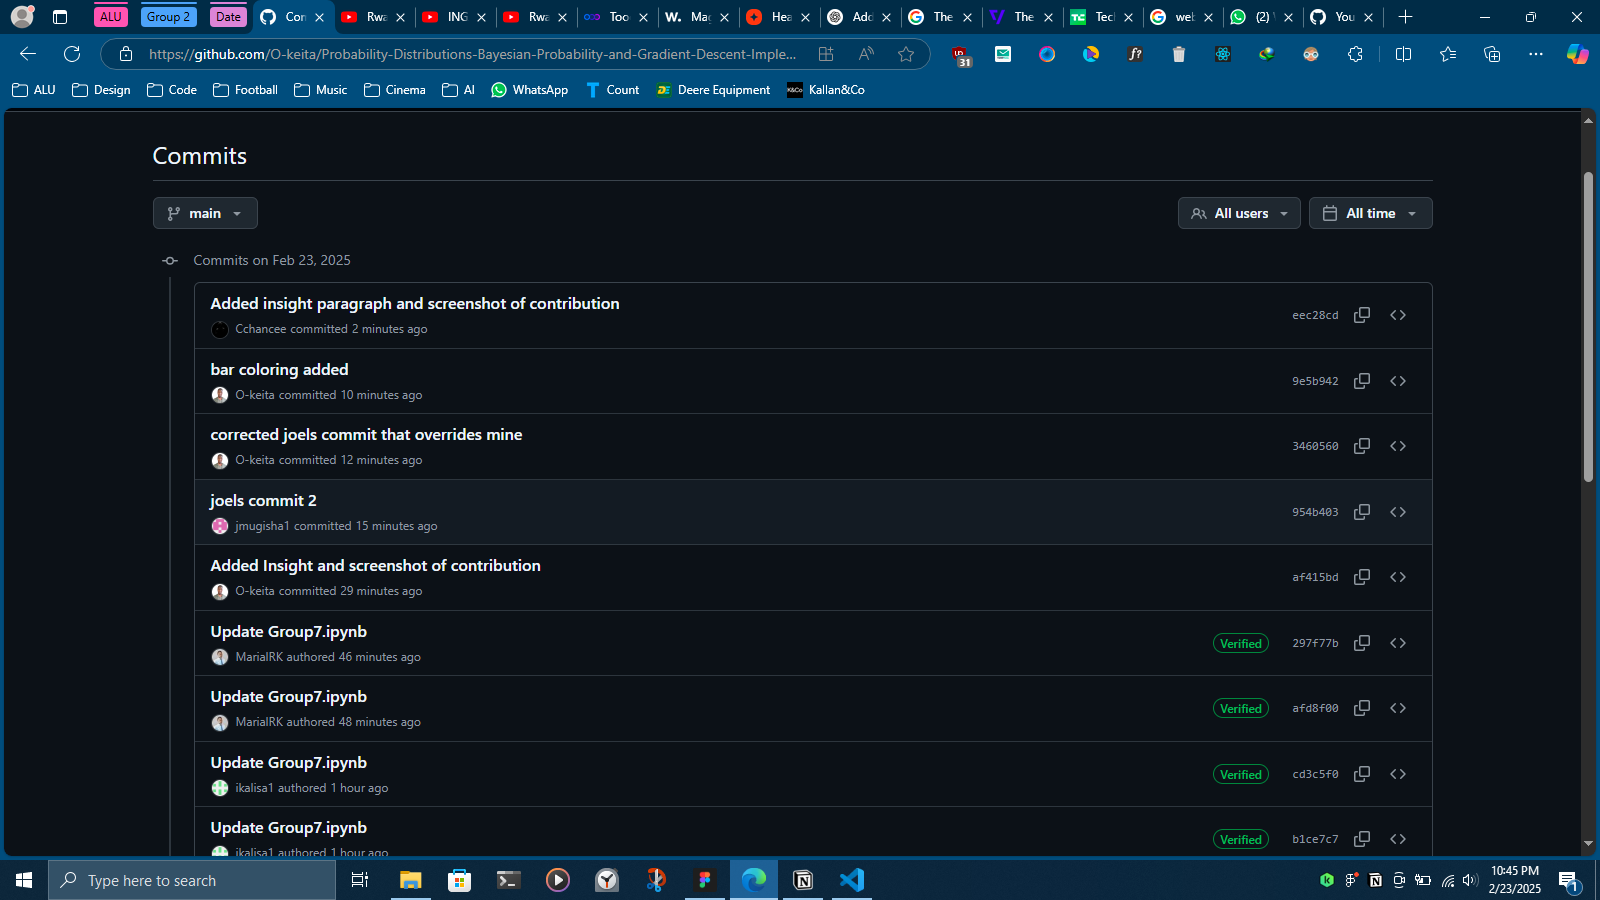 ALU
Group 2
Date
Con
Rwa
ING
Rwa
Too
Mag
Hea
Add
The
The
Tec
web
(2) V
You
https://github.com/O-keita/Probability-Distributions-Bayesian-Probability-and-Gradient-Descent-Imple...
31
ALU
Design
Code
Football
Music
Cinema
AI
WhatsApp
Count
Deere Equipment
Kallan&Co
Commits
main
All users
All time
Commits on Feb 23, 2025
Added insight paragraph and screenshot of contribution
Cchancee committed 2 minutes ago
eec28cd
bar coloring added
O-keita committed 10 minutes ago
9e5b942
corrected joels commit that overrides mine
O-keita committed 12 minutes ago
3460560
joels commit 2
jmugisha1 committed 15 minutes ago
954b403
Added Insight and screenshot of contribution
O-keita committed 29 minutes ago
af415bd
Update Group7.ipynb
MariaIRK authored 46 minutes ago
Verified
297f77b
Update Group7.ipynb
MariaIRK authored 48 minutes ago
Verified
afd8f00
Update Group7.ipynb
ikalisa1 authored 1 hour ago
Verified
cd3c5f0
Update Group7.ipynb
ikalisa1 authored 1 hour ago
Verified
b1ce7c7
Type here to search
10:45 PM
2/23/2025
1